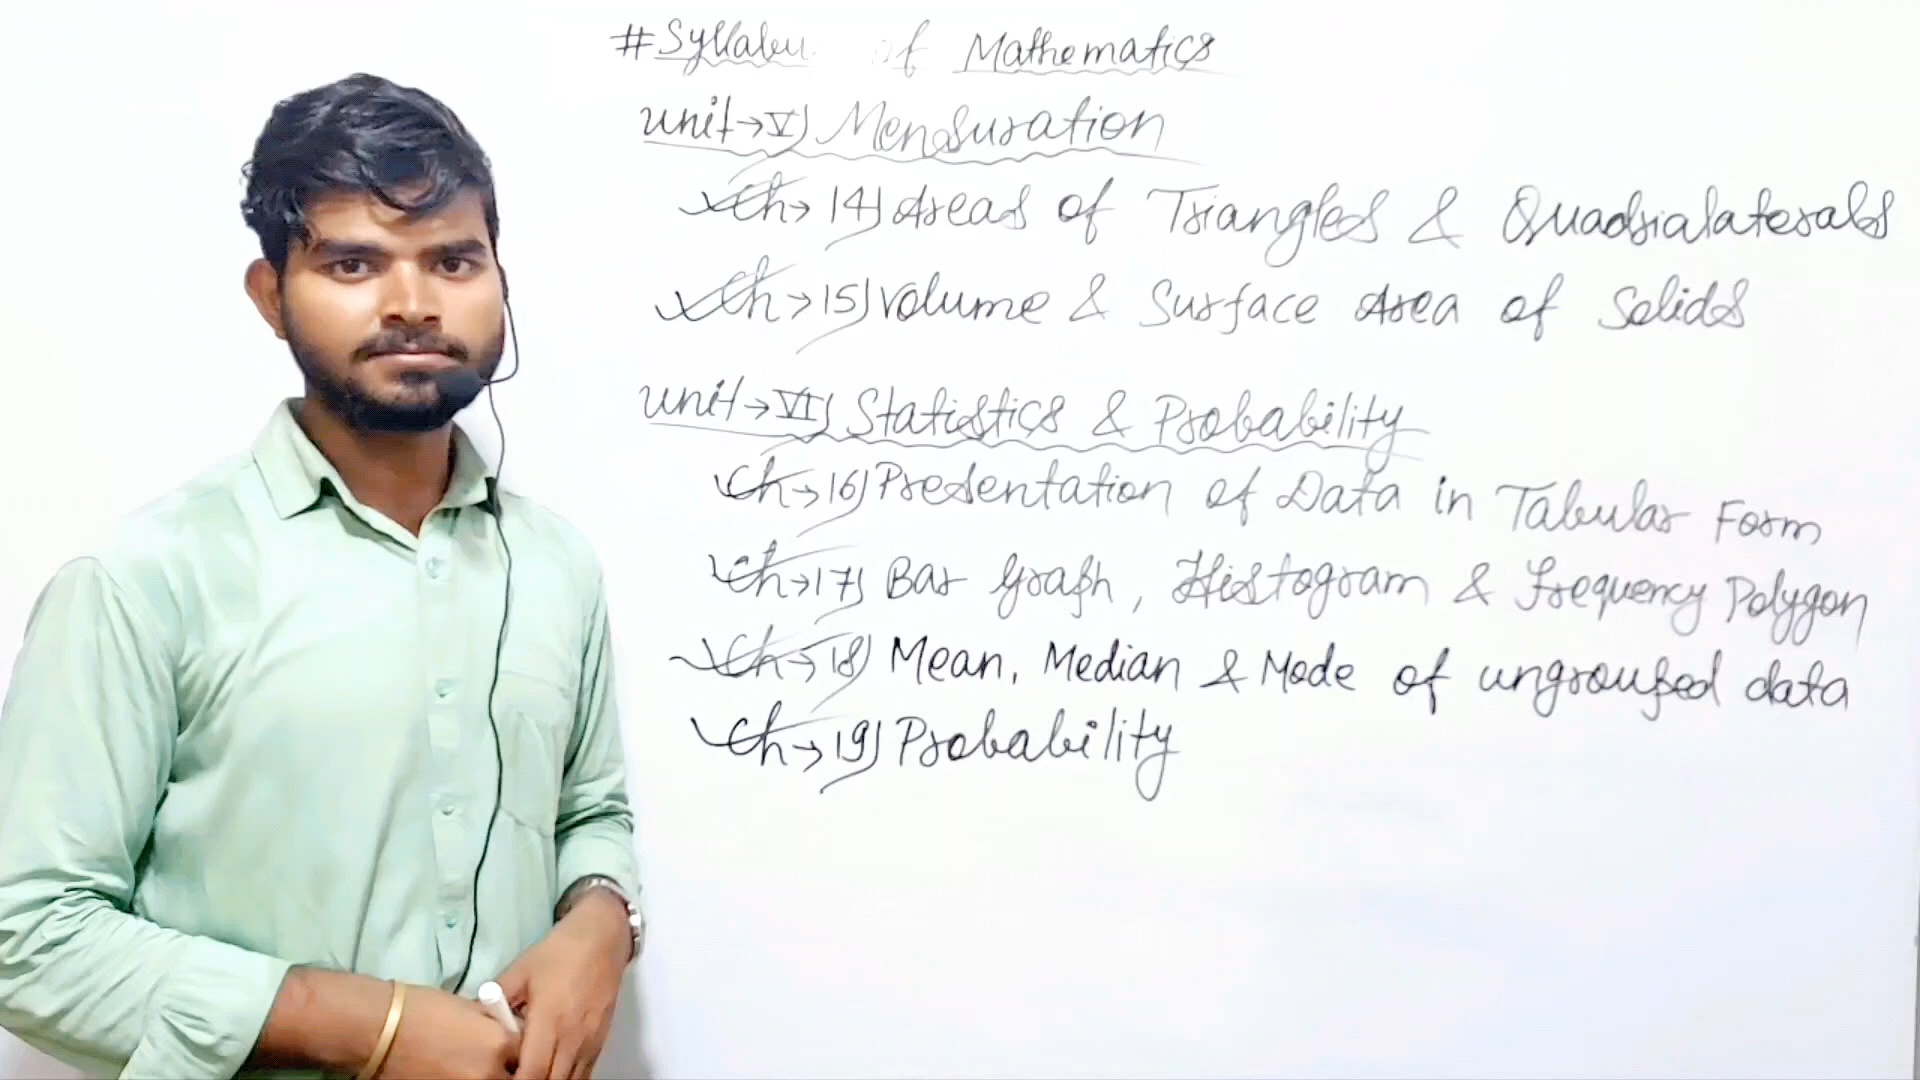 #Syllabu of Mathematics
unit→V) Mensuration
Ch→14) Areas of Triangles & Quadrialaterals
Ch→15) Volume & Surface Area of Solids
unit→VI) Statistics & Probability
Ch→16) Presentation of Data in Tabular Form
Ch→17) Bar Graph, Histogram & Frequency Polygon
Ch→18) Mean, Median & Mode of ungrouped data
Ch→19) Probability